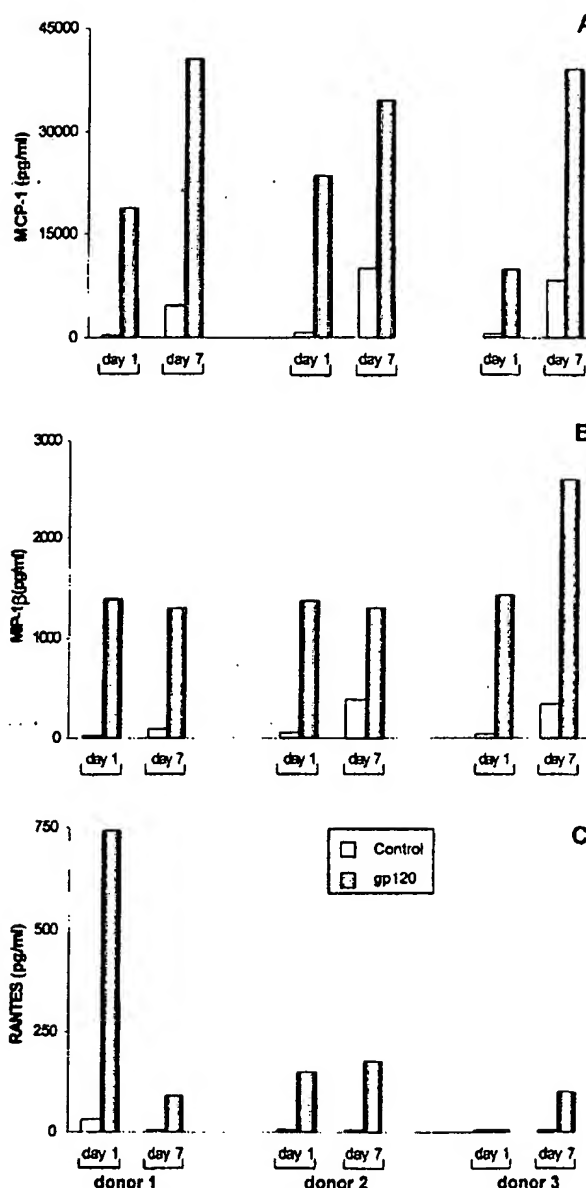 A
45000
30000
15000
0
MCP-1 (pg/ml)
day 1 day 7 day 1 day 7 day 1 day 7
B
3000
2000
1000
0
MIP-1β(pg/ml)
day 1 day 7 day 1 day 7 day 1 day 7
C
750
500
250
0
RANTES (pg/ml)
Control
gp120
day 1 day 7 day 1 day 7 day 1 day 7
donor 1 donor 2 donor 3